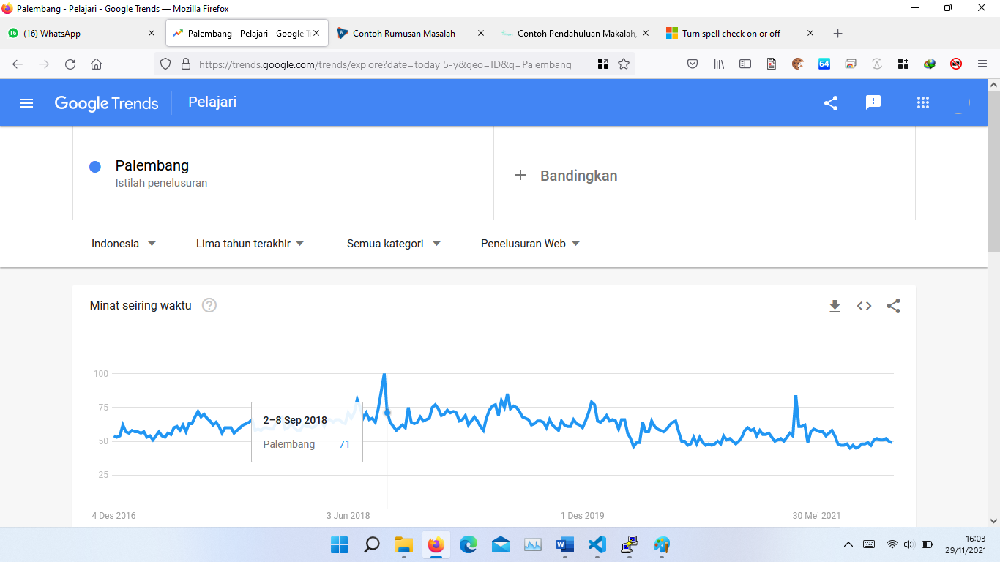 Palembang - Pelajari - Google Trends — Mozilla Firefox
(16) WhatsApp
Palembang - Pelajari - Google T
Contoh Rumusan Masalah
Contoh Pendahuluan Makalah,
Turn spell check on or off
https://trends.google.com/trends/explore?date=today 5-y&geo=ID&q=Palembang
64
Google Trends
Pelajari
Palembang
Istilah penelusuran
+ Bandingkan
Indonesia
Lima tahun terakhir
Semua kategori
Penelusuran Web
Minat seiring waktu
100
75
50
25
2–8 Sep 2018
Palembang 71
4 Des 2016
3 Jun 2018
1 Des 2019
30 Mei 2021
16:03
29/11/2021